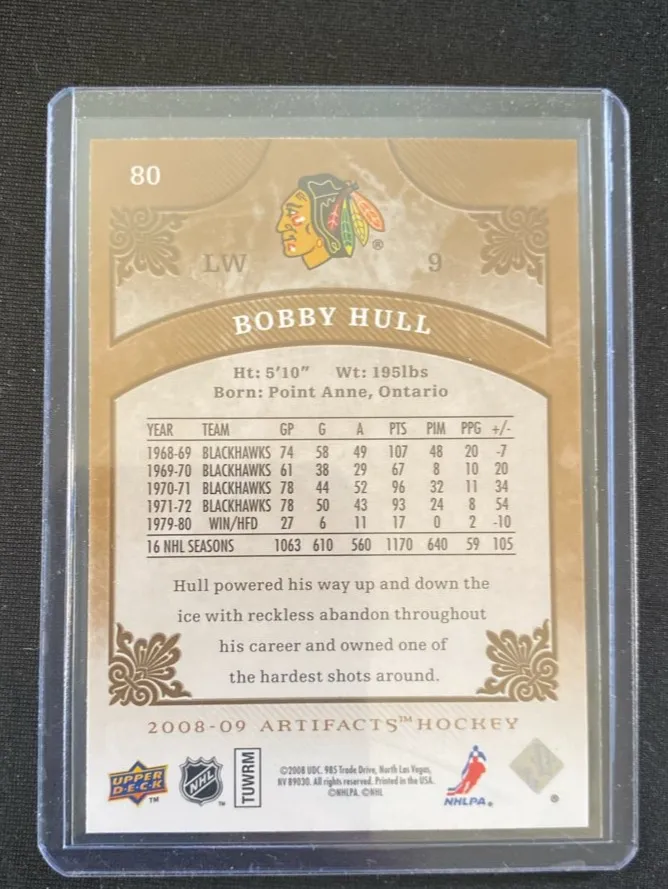 80
LW 9
BOBBY HULL
Ht: 5'10" Wt: 195lbs
Born: Point Anne, Ontario
YEAR TEAM GP G A PTS PIM PPG +/-
1968-69 BLACKHAWKS 74 58 49 107 48 20 -7
1969-70 BLACKHAWKS 61 38 29 67 8 10 20
1970-71 BLACKHAWKS 78 44 52 96 32 11 34
1971-72 BLACKHAWKS 78 50 43 93 24 8 54
1979-80 WIN/HFD 27 6 11 17 0 2 -10
16 NHL SEASONS 1063 610 560 1170 640 59 105
Hull powered his way up and down the
ice with reckless abandon throughout
his career and owned one of
the hardest shots around.
2008-09 ARTIFACTS™ HOCKEY
UPPER
D·E·C·K
™
NHL
™
TUWRM
©2008 UDC. 985 Trade Drive, North Las Vegas,
NV 89030. All rights reserved. Printed in the USA.
©NHLPA. ©NHL
NHLPA®